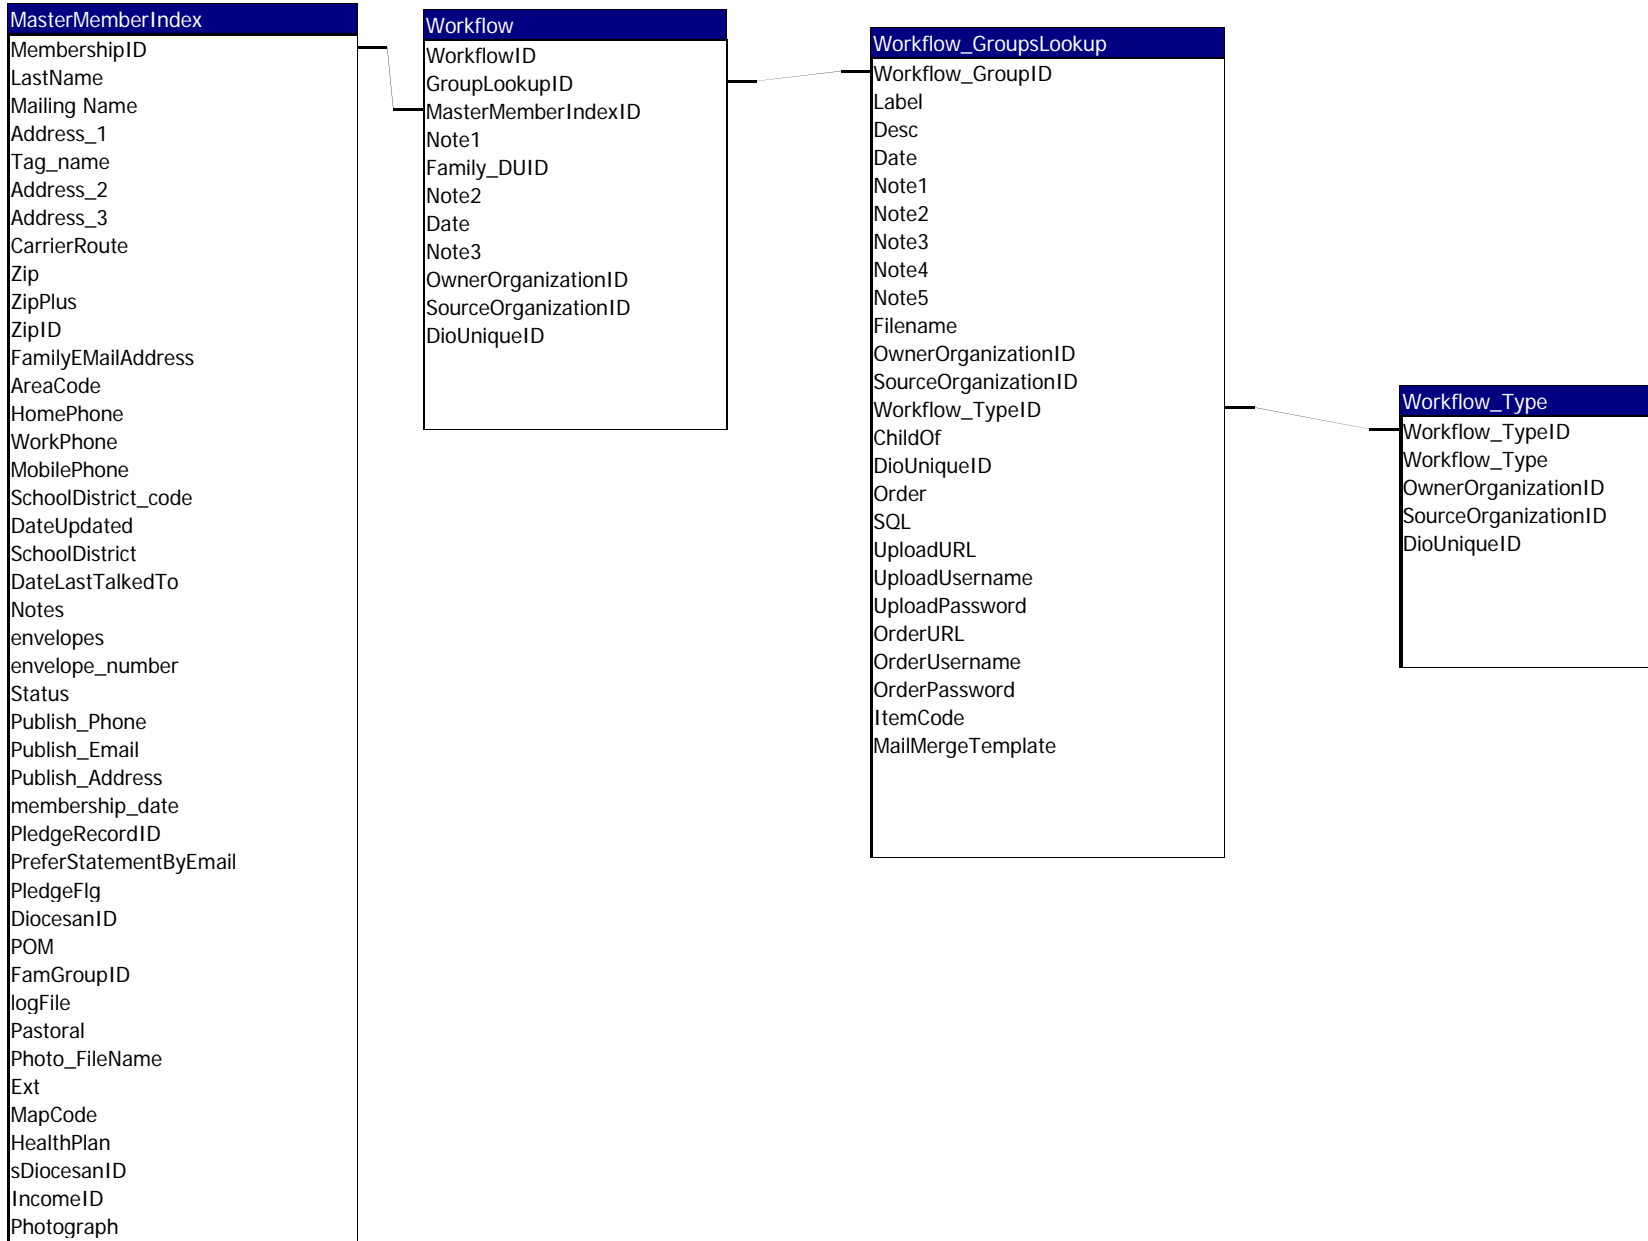 MasterMemberIndex
MembershipID
LastName
Mailing Name
Address_1
Tag_name
Address_2
Address_3
CarrierRoute
Zip
ZipPlus
ZipID
FamilyEMailAddress
AreaCode
HomePhone
WorkPhone
MobilePhone
SchoolDistrict_code
DateUpdated
SchoolDistrict
DateLastTalkedTo
Notes
envelopes
envelope_number
Status
Publish_Phone
Publish_Email
Publish_Address
membership_date
PledgeRecordID
PreferStatementByEmail
PledgeFlg
DiocesanID
POM
FamGroupID
logFile
Pastoral
Photo_FileName
Ext
MapCode
HealthPlan
sDiocesanID
IncomeID
Photograph
Workflow
WorkflowID
GroupLookupID
MasterMemberIndexID
Note1
Family_DUID
Note2
Date
Note3
OwnerOrganizationID
SourceOrganizationID
DioUniqueID
Workflow_GroupsLookup
Workflow_GroupID
Label
Desc
Date
Note1
Note2
Note3
Note4
Note5
Filename
OwnerOrganizationID
SourceOrganizationID
Workflow_TypeID
ChildOf
DioUniqueID
Order
SQL
UploadURL
UploadUsername
UploadPassword
OrderURL
OrderUsername
OrderPassword
ItemCode
MailMergeTemplate
Workflow_Type
Workflow_TypeID
Workflow_Type
OwnerOrganizationID
SourceOrganizationID
DioUniqueID